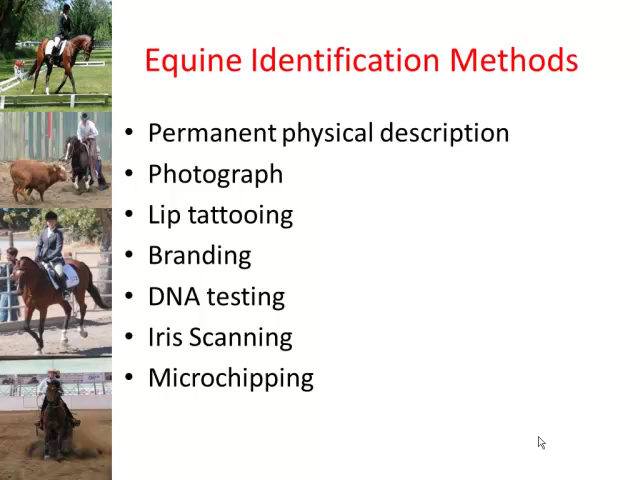 Equine Identification Methods
• Permanent physical description
• Photograph
• Lip tattooing
• Branding
• DNA testing
• Iris Scanning
• Microchipping